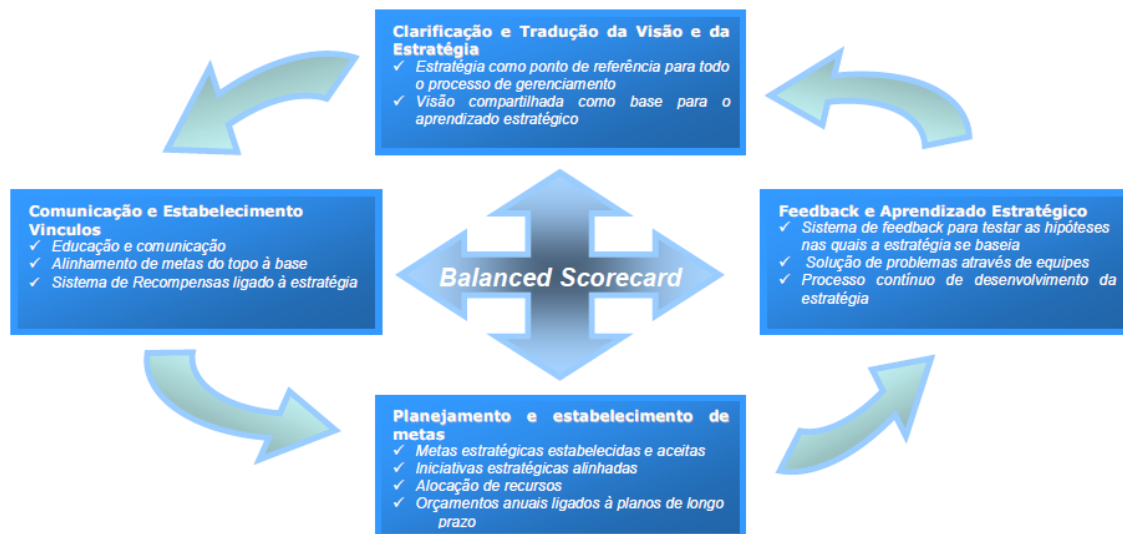 Clarificação e Tradução da Visão e da
Estratégia
✓ Estratégia como ponto de referência para todo
o processo de gerenciamento
✓ Visão compartilhada como base para o
aprendizado estratégico
Comunicação e Estabelecimento
Vinculos
✓ Educação e comunicação
✓ Alinhamento de metas do topo à base
✓ Sistema de Recompensas ligado à estratégia
Balanced Scorecard
Feedback e Aprendizado Estratégico
✓ Sistema de feedback para testar as hipóteses
nas quais a estratégia se baseia
✓ Solução de problemas através de equipes
✓ Processo contínuo de desenvolvimento da
estratégia
Planejamento e estabelecimento de
metas
✓ Metas estratégicas estabelecidas e aceitas
✓ Iniciativas estratégicas alinhadas
✓ Alocação de recursos
✓ Orçamentos anuais ligados à planos de longo
prazo